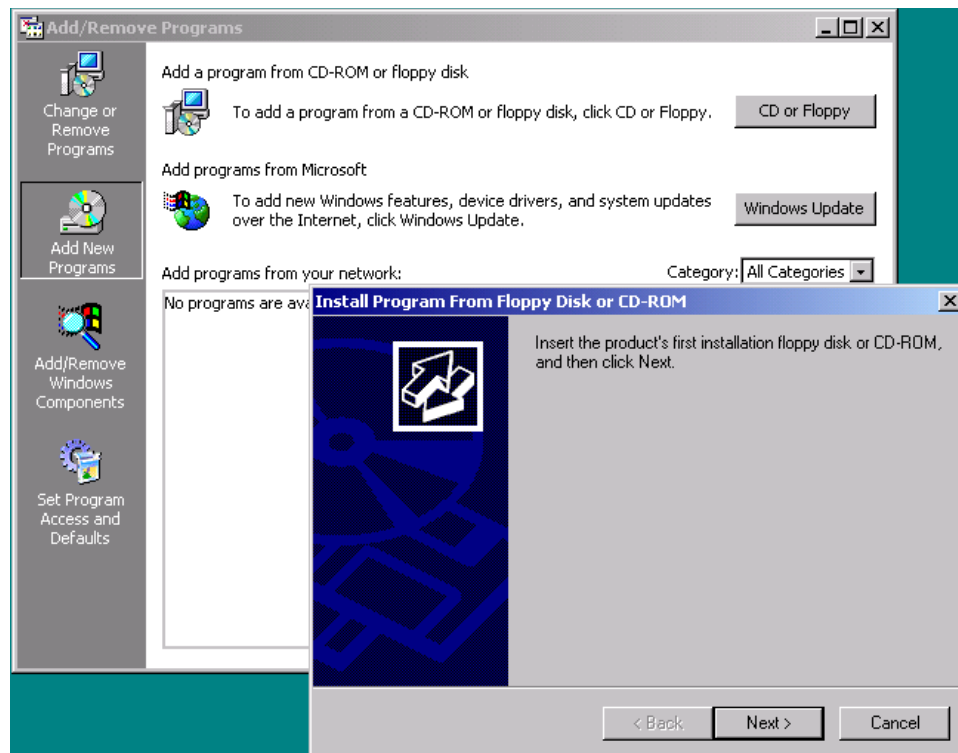 Add/Remove Programs
Change or
Remove
Programs
Add New
Programs
Add/Remove
Windows
Components
Set Program
Access and
Defaults
Add a program from CD-ROM or floppy disk
To add a program from a CD-ROM or floppy disk, click CD or Floppy.
CD or Floppy
Add programs from Microsoft
To add new Windows features, device drivers, and system updates
over the Internet, click Windows Update.
Windows Update
Add programs from your network:
Category: All Categories
No programs are ava
Install Program From Floppy Disk or CD-ROM
Insert the product's first installation floppy disk or CD-ROM,
and then click Next.
< Back
Next >
Cancel